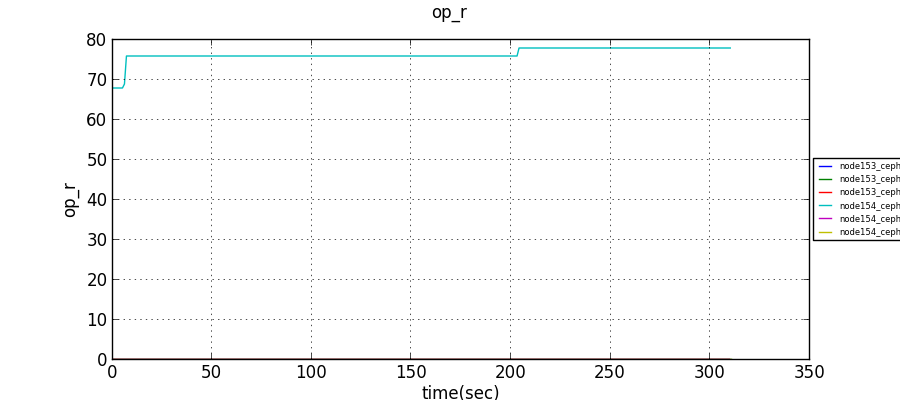 op_r
80
70
60
50
40
30
20
10
0
op_r
0 50 100 150 200 250 300 350
time(sec)
node153_ceph
node153_ceph
node153_ceph
node154_ceph
node154_ceph
node154_ceph